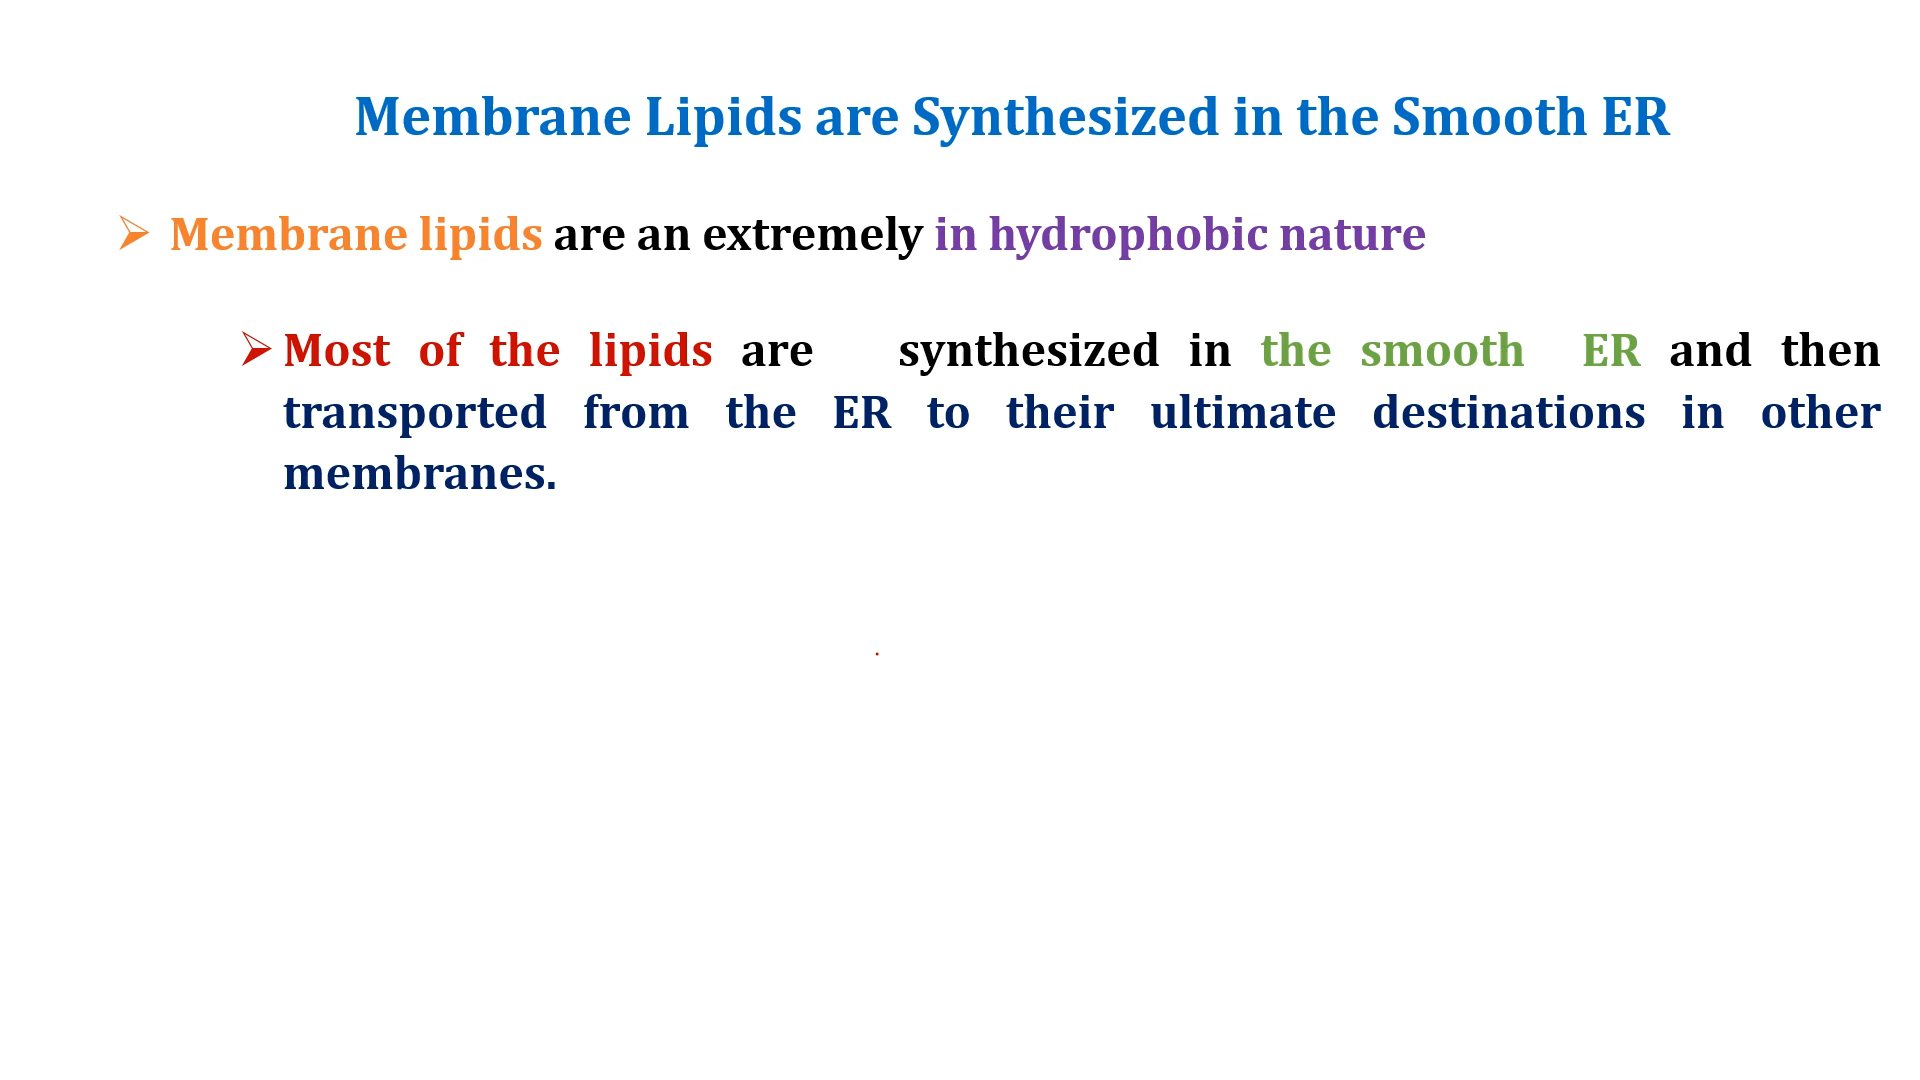 Membrane Lipids are Synthesized in the Smooth ER
Membrane lipids are an extremely in hydrophobic nature
Most of the lipids are synthesized in the smooth ER and then
transported from the ER to their ultimate destinations in other
membranes.